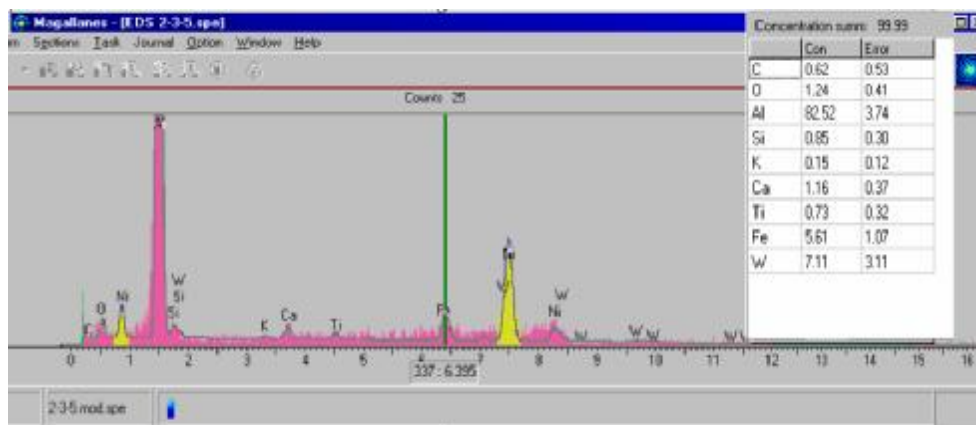 Magallanes - [EDS 2-3-5.spe]
Sections Task Journal Option Window Help
Counts 25
Concentration summ: 99.99
Con Error
C 0.62 0.53
O 1.24 0.41
Al 82.52 3.74
Si 0.85 0.30
K 0.15 0.12
Ca 1.16 0.37
Ti 0.73 0.32
Fe 5.61 1.07
W 7.11 3.11
O Ni W Si Si K Ca Ti W Ni W W W W
0 1 2 3 4 5 6 7 8 9 10 11 12 13 14 15 16
337 : 6.395
2-3-5 mod.spe